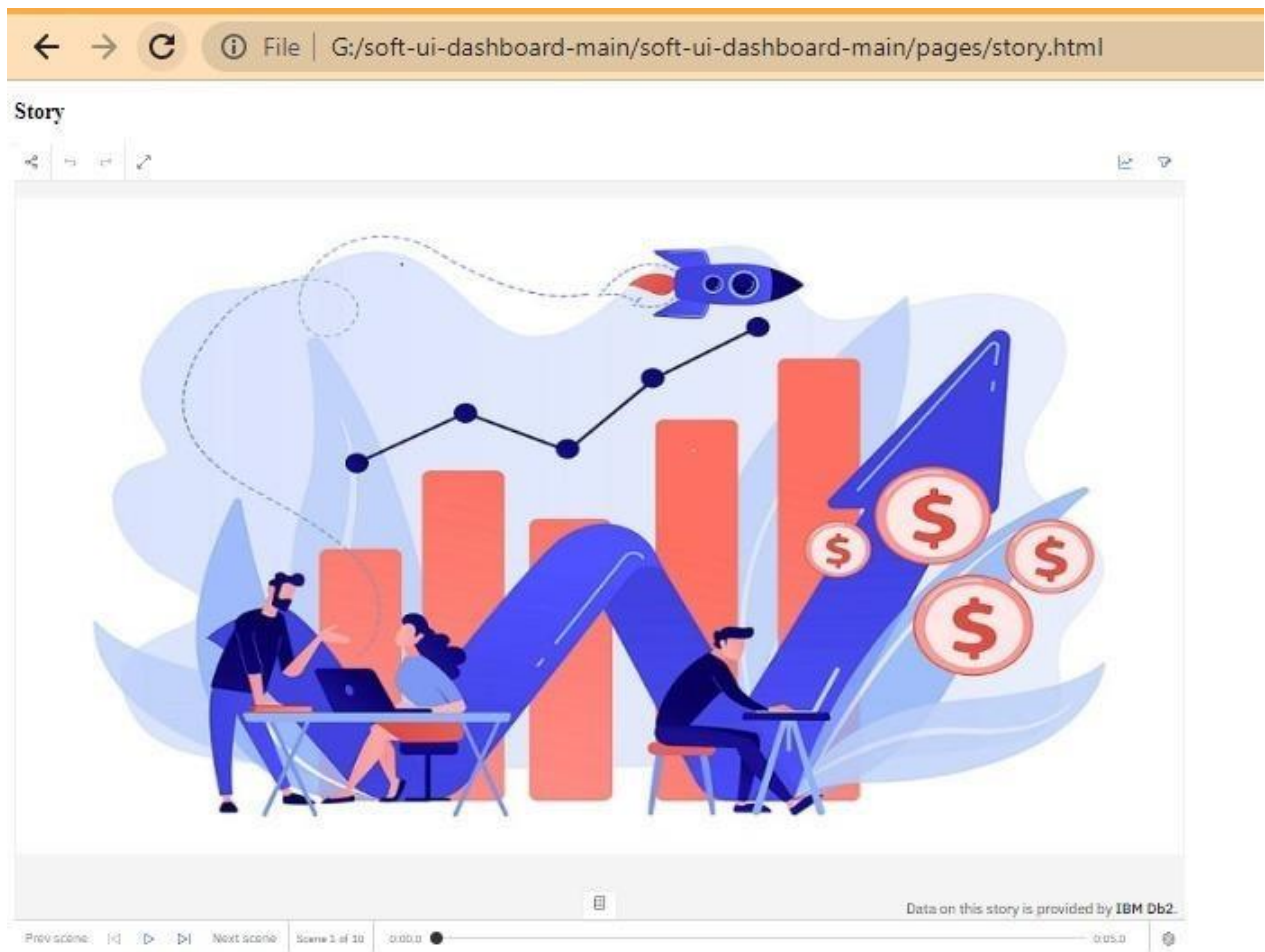 File | G:/soft-ui-dashboard-main/soft-ui-dashboard-main/pages/story.html
Story
$ $ $
$
Data on this story is provided by IBM Db2.
Prev scene Next scene Scene 1 of 10 0:00.0 0:05.0